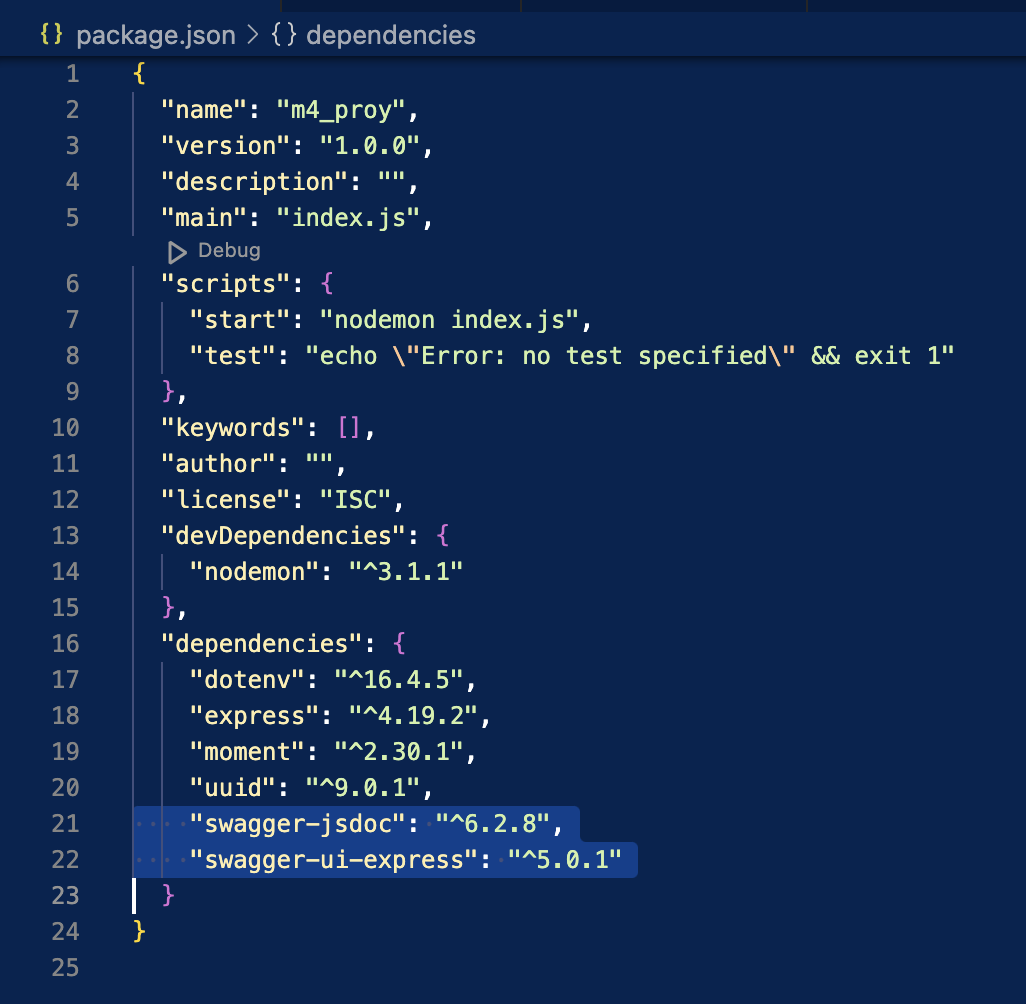 {} package.json > {} dependencies
1 {
2 "name": "m4_proy",
3 "version": "1.0.0",
4 "description": "",
5 "main": "index.js",
Debug
6 "scripts": {
7 "start": "nodemon index.js",
8 "test": "echo \"Error: no test specified\" && exit 1"
9 },
10 "keywords": [],
11 "author": "",
12 "license": "ISC",
13 "devDependencies": {
14 "nodemon": "^3.1.1"
15 },
16 "dependencies": {
17 "dotenv": "^16.4.5",
18 "express": "^4.19.2",
19 "moment": "^2.30.1",
20 "uuid": "^9.0.1",
21 "swagger-jsdoc": "^6.2.8",
22 "swagger-ui-express": "^5.0.1"
23 }
24 }
25